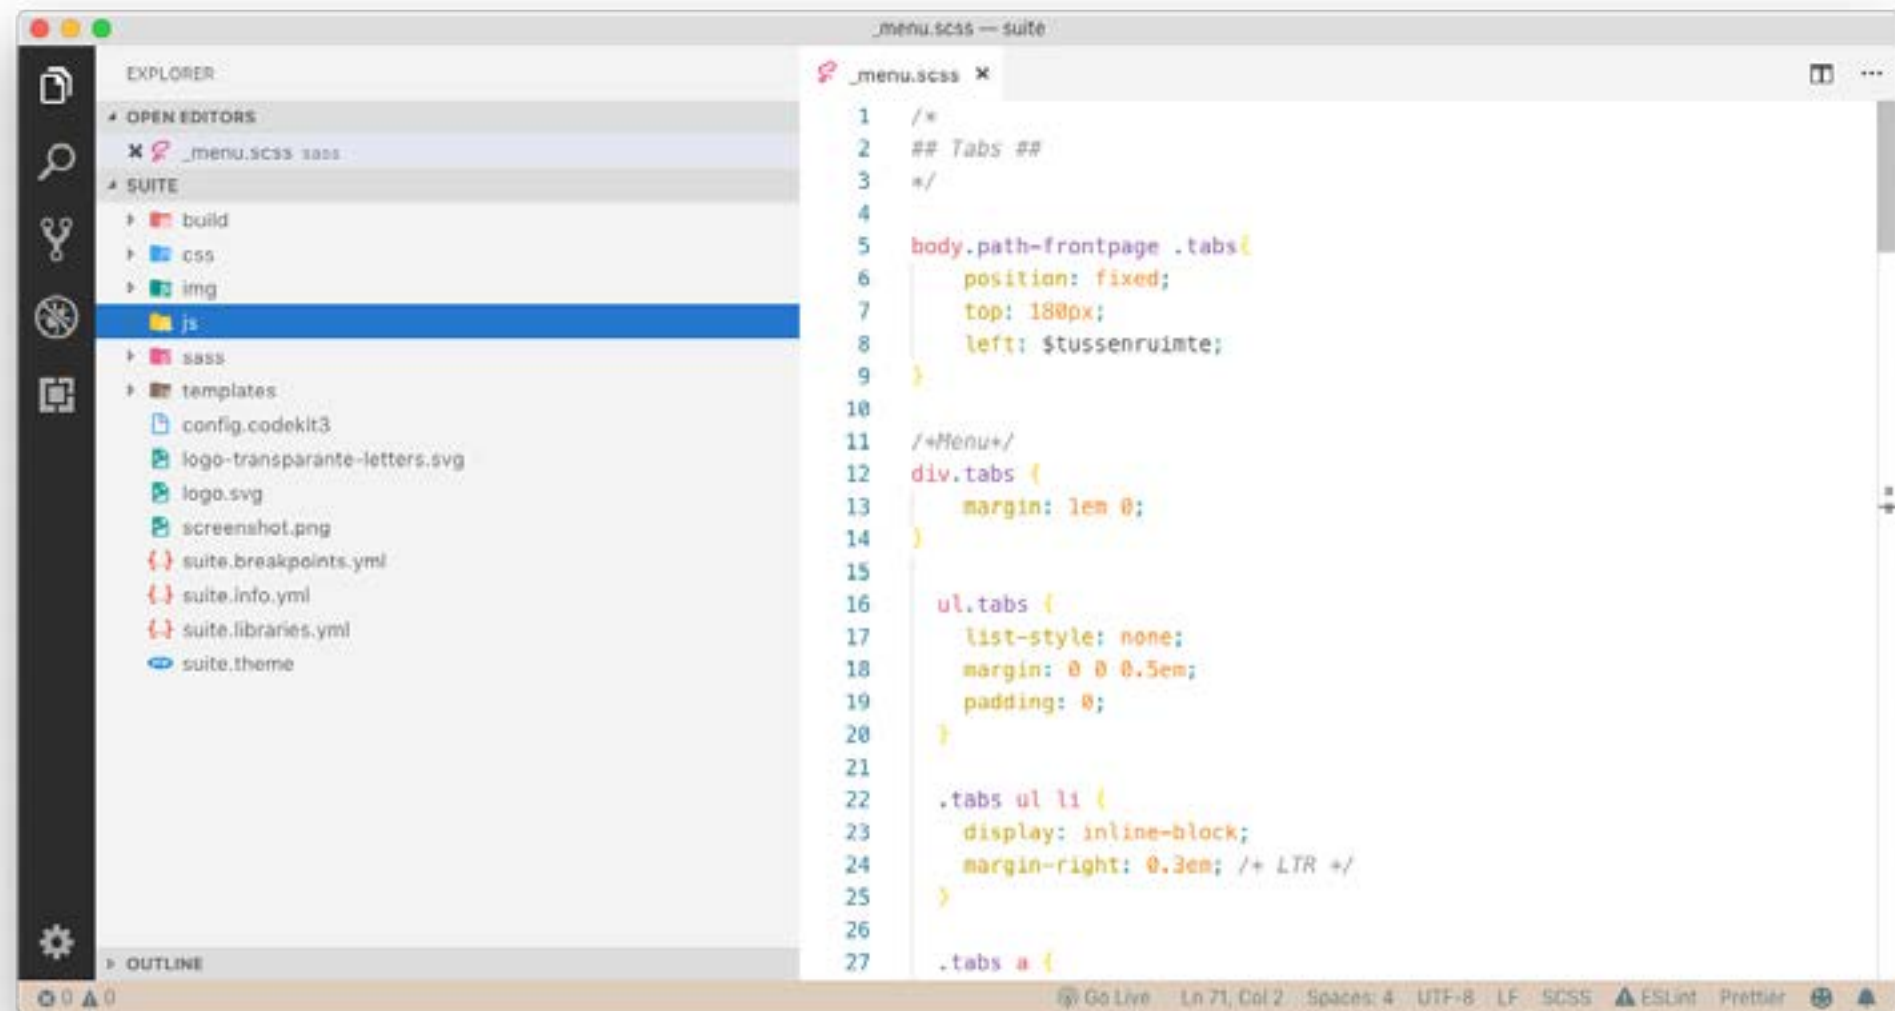 _menu.scss — suite
EXPLORER
OPEN EDITORS
_menu.scss sass
SUITE
build
css
img
js
sass
templates
config.codekit3
logo-transparante-letters.svg
logo.svg
screenshot.png
suite.breakpoints.yml
suite.info.yml
suite.libraries.yml
suite.theme
OUTLINE
_menu.scss
1 /*
2 ## Tabs ##
3 */
4
5 body.path-frontpage .tabs{
6 position: fixed;
7 top: 180px;
8 left: $tussenruimte;
9 }
10
11 /*Menu*/
12 div.tabs {
13 margin: 1em 0;
14 }
15
16 ul.tabs {
17 list-style: none;
18 margin: 0 0 0.5em;
19 padding: 0;
20 }
21
22 .tabs ul li {
23 display: inline-block;
24 margin-right: 0.3em; /* LTR */
25 }
26
27 .tabs a {
0 0 Go Live Ln 71, Col 2 Spaces: 4 UTF-8 LF SCSS ESLint Prettier